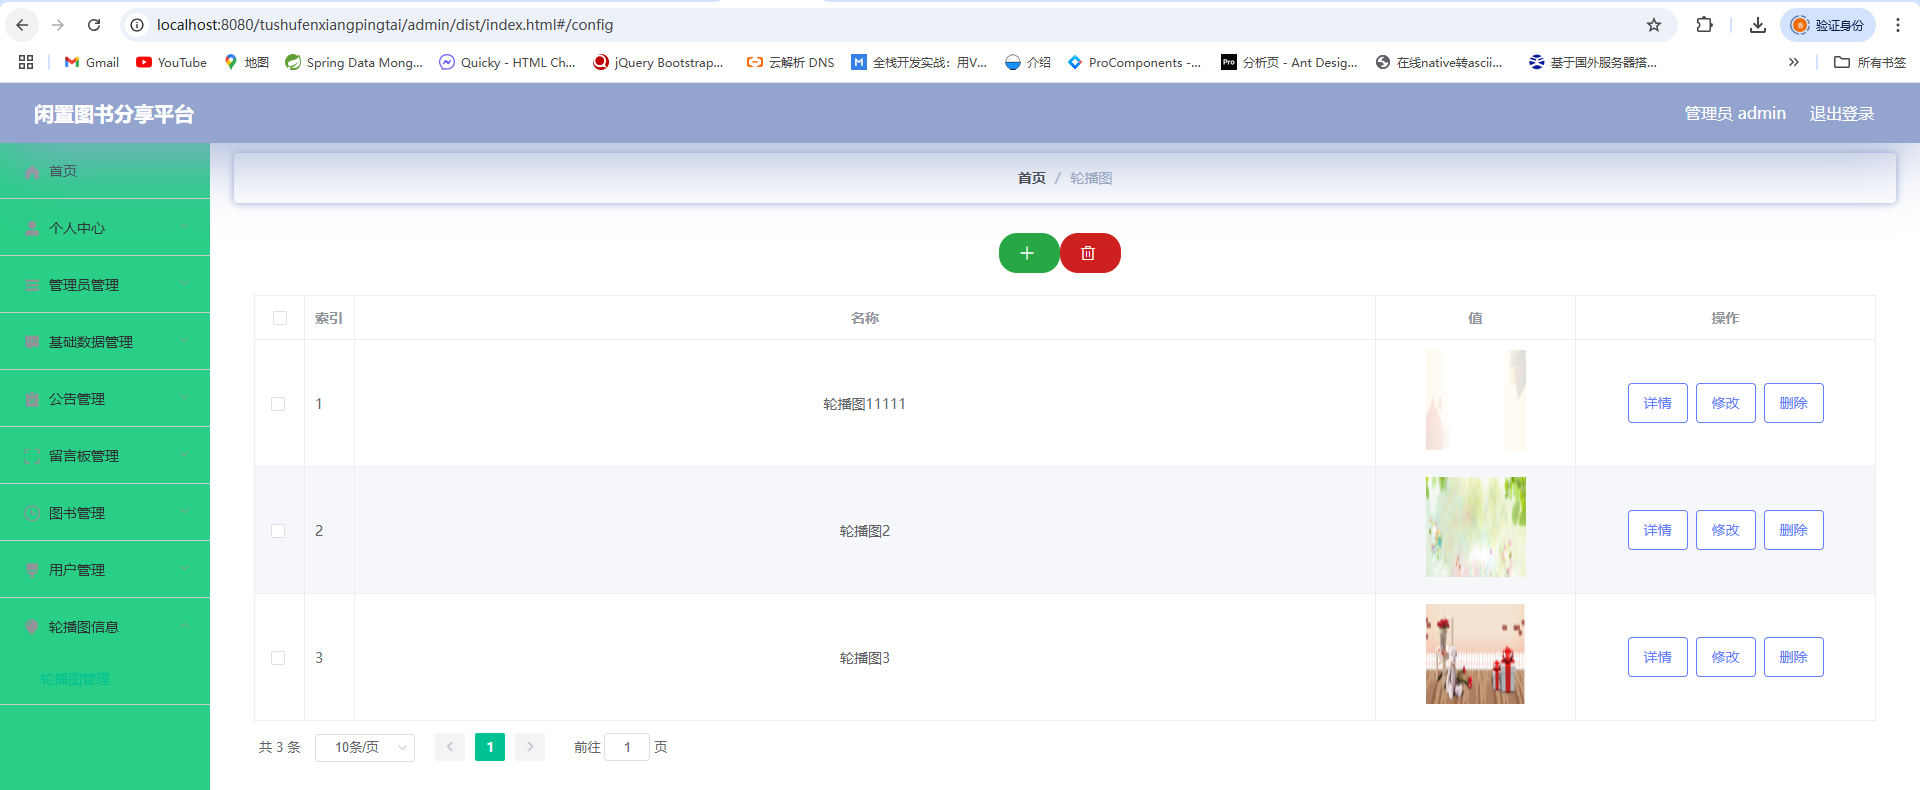 localhost:8080/tushufenxiangpingtai/admin/dist/index.html#/config
验证身份
Gmail YouTube 地图 Spring Data Mong... Quicky - HTML Ch... jQuery Bootstrap... 云解析 DNS 全栈开发实战：用V... 介绍 ProComponents -... 分析页 - Ant Desig... 在线native转ascii... 基于国外服务器搭... 所有书签
闲置图书分享平台
管理员 admin 退出登录
首页
个人中心
管理员管理
基础数据管理
公告管理
留言板管理
图书管理
用户管理
轮播图信息
轮播图管理
首页 / 轮播图
索引 名称 值 操作
1 轮播图11111 详情 修改 删除
2 轮播图2 详情 修改 删除
3 轮播图3 详情 修改 删除
共 3 条 10条/页 1 前往 1 页